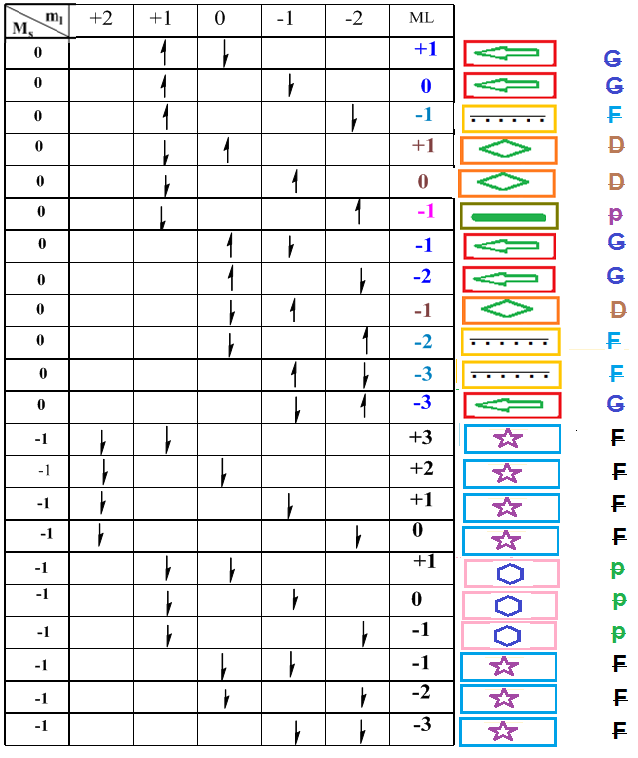 Ms ml +2 +1 0 -1 -2 ML
0 +1 G
0 0 G
0 -1 F
0 +1 D
0 0 D
0 -1 p
0 -1 G
0 -2 G
0 -1 D
0 -2 F
0 -3 F
0 -3 G
-1 +3 F
-1 +2 F
-1 +1 F
-1 0 F
-1 +1 p
-1 0 p
-1 -1 p
-1 -1 F
-1 -2 F
-1 -3 F